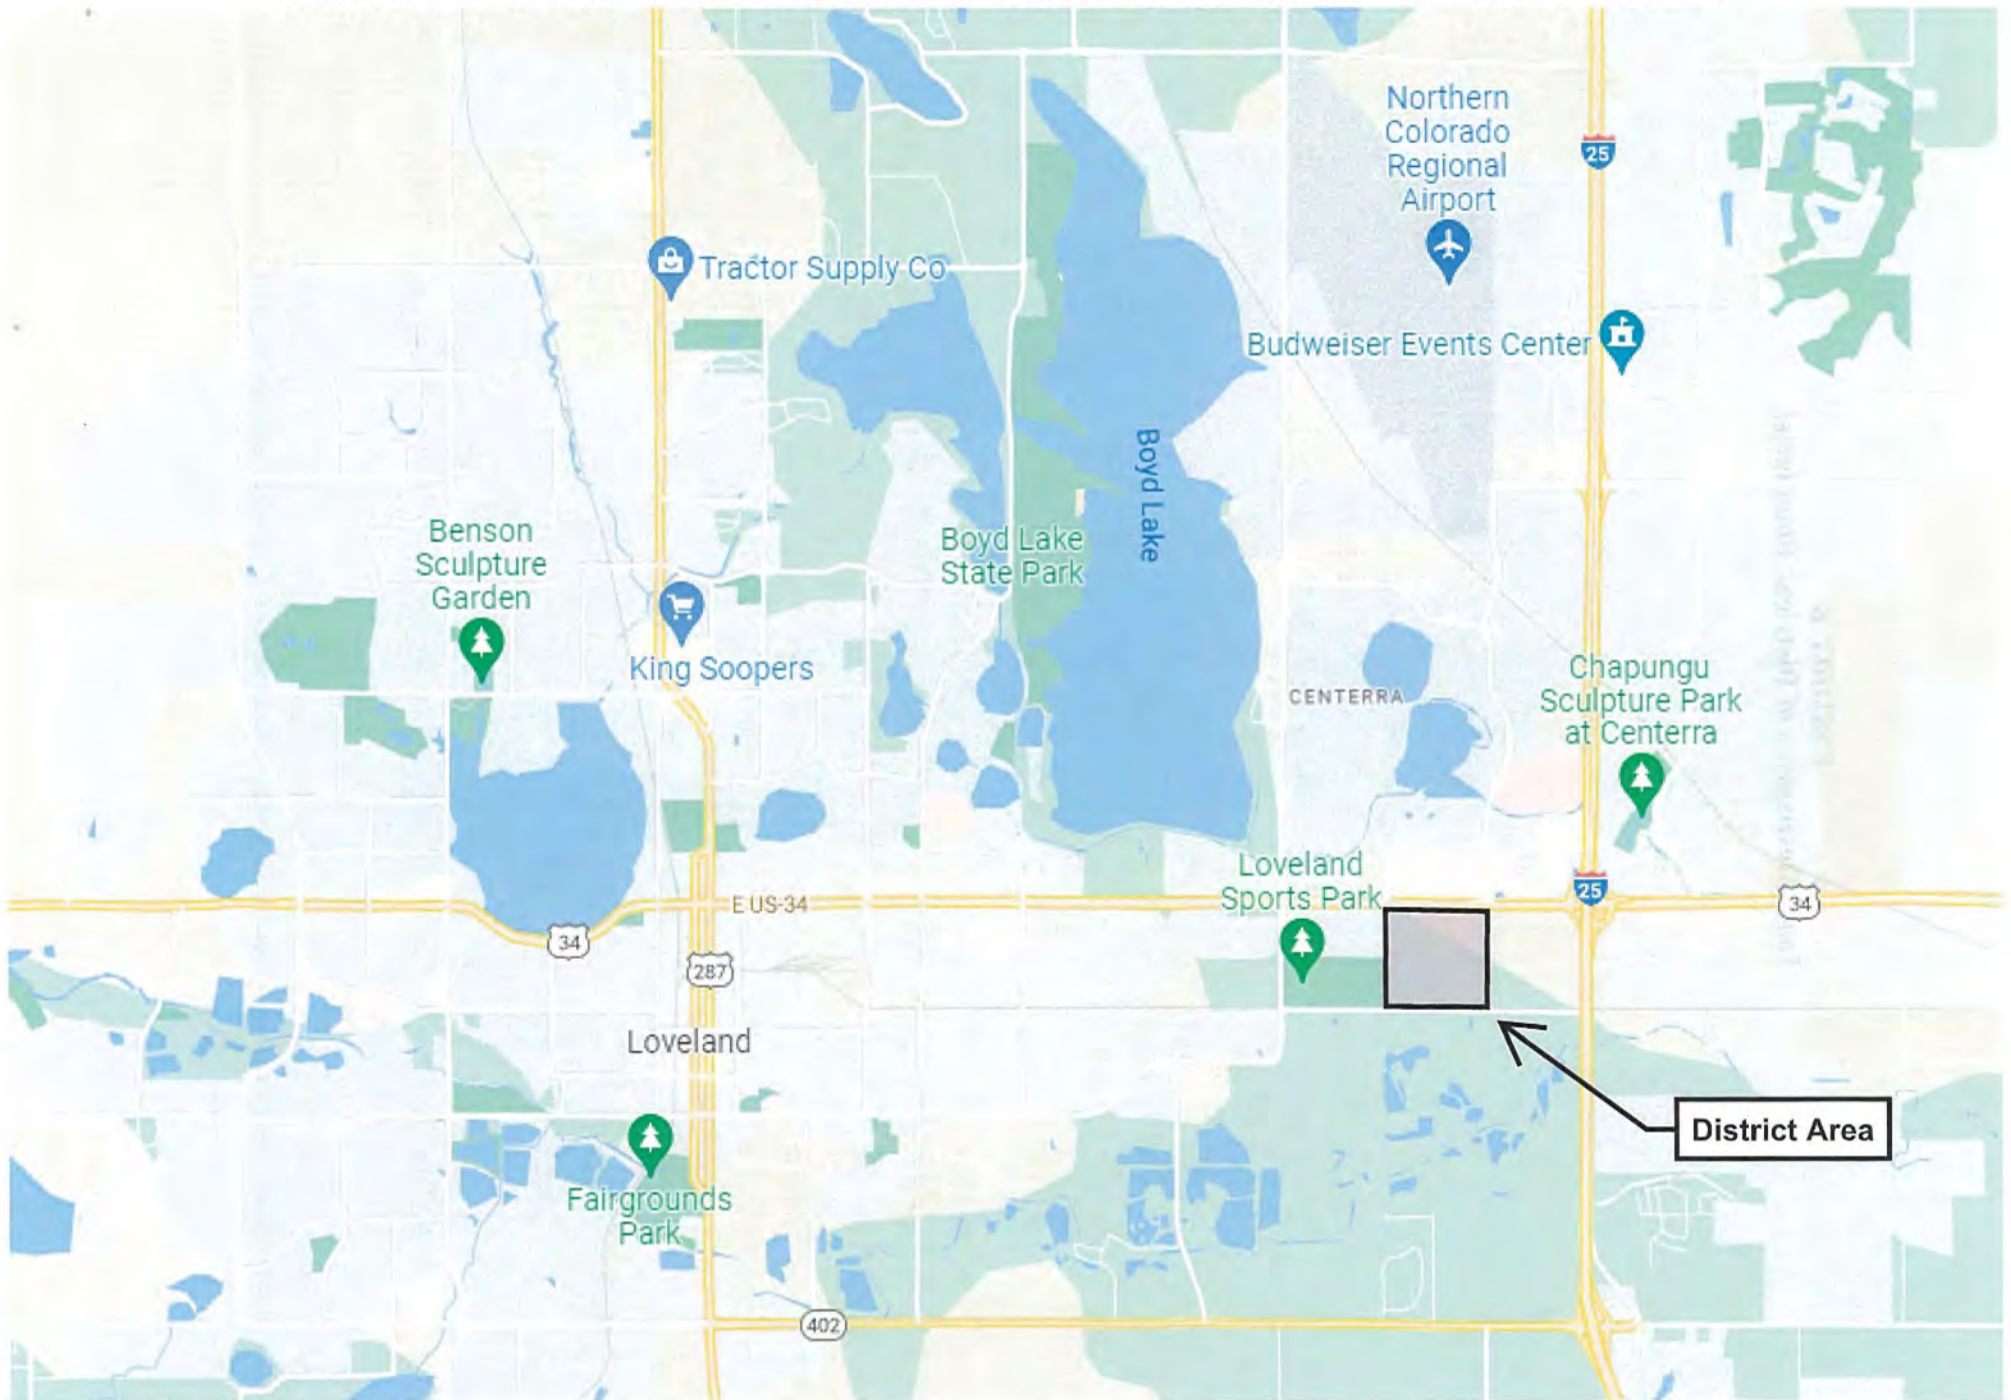 Northern
Colorado
Regional
Airport
25
Tractor Supply Co
Budweiser Events Center
Boyd Lake
Benson
Sculpture
Garden
Boyd Lake
State Park
King Soopers
CENTERRA
Chapungu
Sculpture Park
at Centerra
Loveland
Sports Park
E US-34
25
34
34
287
Loveland
District Area
Fairgrounds
Park
402